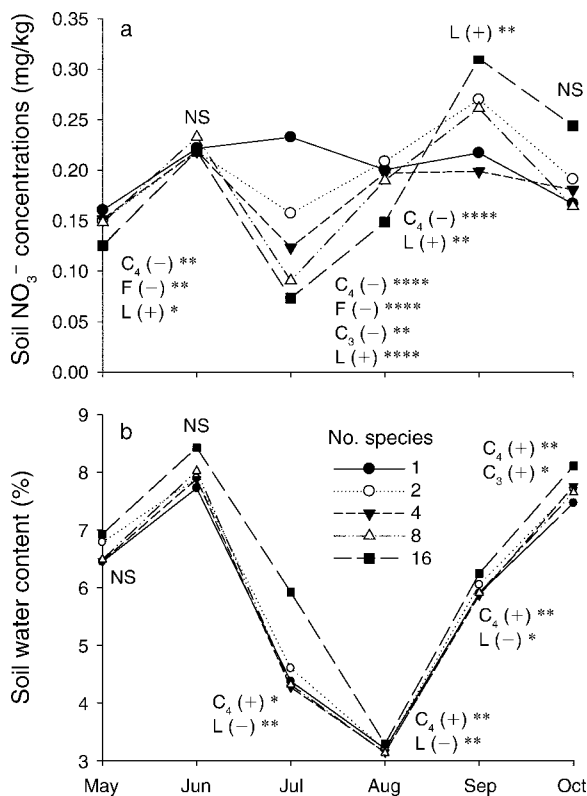 a
Soil NO₃⁻ concentrations (mg/kg)
0.35
0.30
0.25
0.20
0.15
0.10
0.05
0.00
NS
L (+) **
NS
C₄ (−) **
F (−) **
L (+) *
C₄ (−) ****
F (−) ****
C₃ (−) **
L (+) ****
C₄ (−) ****
L (+) **
b
Soil water content (%)
9
8
7
6
5
4
3
NS
NS
No. species
1
2
4
8
16
C₄ (+) *
L (−) **
C₄ (+) **
L (−) **
C₄ (+) **
L (−) *
C₄ (+) **
C₃ (+) *
May Jun Jul Aug Sep Oct